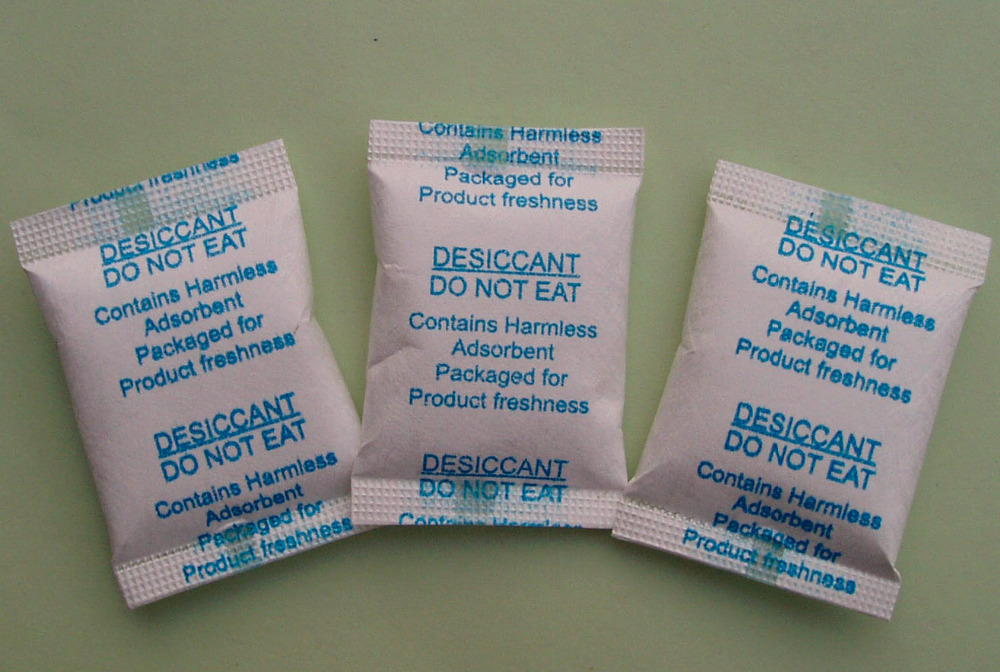 Product freshness
DESICCANT
DO NOT EAT
Contains Harmless
Adsorbent
Packaged for
Product freshness
DESICCANT
DO NOT EAT
Contains Harmless
Adsorbent
Packaged for
Product freshness
Contains Harmless
Adsorbent
Packaged for
Product freshness
DESICCANT
DO NOT EAT
Contains Harmless
Adsorbent
Packaged for
Product freshness
DESICCANT
DO NOT EAT
Contains Harmless
DESICCANT
DO NOT EAT
Contains Harmless
Adsorbent
Packaged for
Product freshness
DESICCANT
DO NOT EAT
Contains Harmless
Adsorbent
Packaged for
Product freshness